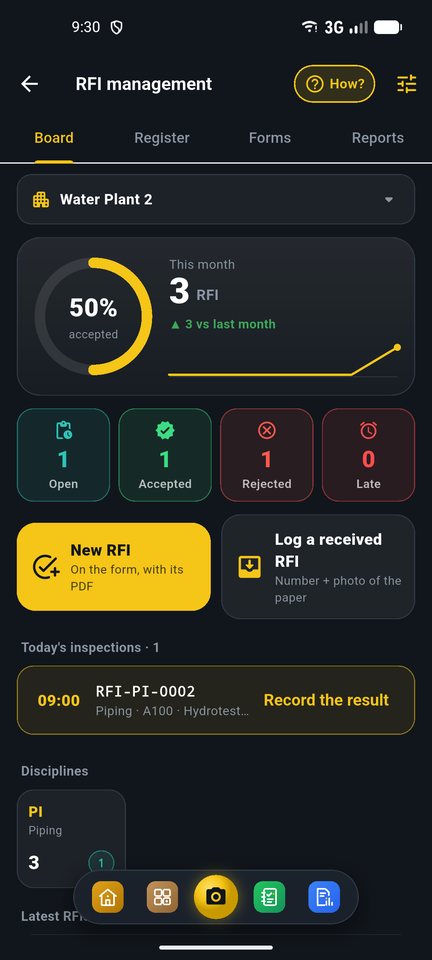 9:30
3G
RFI management
How?
Board
Register
Forms
Reports
Water Plant 2
50%
accepted
This month
3 RFI
▲ 3 vs last month
1
Open
1
Accepted
1
Rejected
0
Late
New RFI
On the form, with its
PDF
Log a received
RFI
Number + photo of the
paper
Today's inspections · 1
09:00
RFI-PI-0002
Piping · A100 · Hydrotest...
Record the result
Disciplines
PI
Piping
3
1
Latest RFI